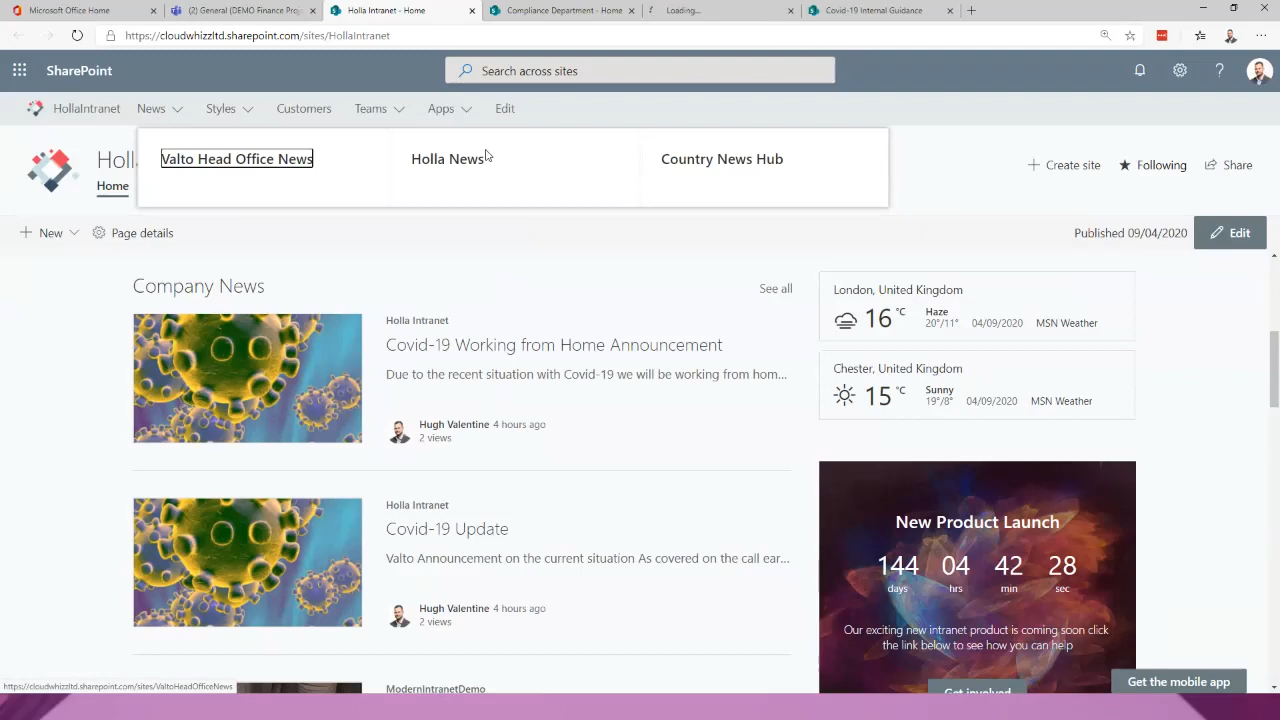 Microsoft Office Home
(2) General (DEMO Finance Pro
Holla Intranet - Home
Compliance Department - Home
Loading...
Covid-19 Internal Guidance
https://cloudwhizzltd.sharepoint.com/sites/HollaIntranet
SharePoint
Search across sites
HollaIntranet
News
Styles
Customers
Teams
Apps
Edit
Holl
Home
Valto Head Office News
Holla News
Country News Hub
Create site
Following
Share
New
Page details
Published 09/04/2020
Edit
Company News
See all
Holla Intranet
Covid-19 Working from Home Announcement
Due to the recent situation with Covid-19 we will be working from hom...
Hugh Valentine 4 hours ago
2 views
Holla Intranet
Covid-19 Update
Valto Announcement on the current situation As covered on the call ear...
Hugh Valentine 4 hours ago
2 views
ModernIntranetDemo
London, United Kingdom
16 °C
Haze
20°/11° 04/09/2020 MSN Weather
Chester, United Kingdom
15 °C
Sunny
19°/8° 04/09/2020 MSN Weather
New Product Launch
144 04 42 28
days hrs min sec
Our exciting new intranet product is coming soon click
the link below to see how you can help
Get involved
Get the mobile app
https://cloudwhizzltd.sharepoint.com/sites/ValtoHeadOfficeNews